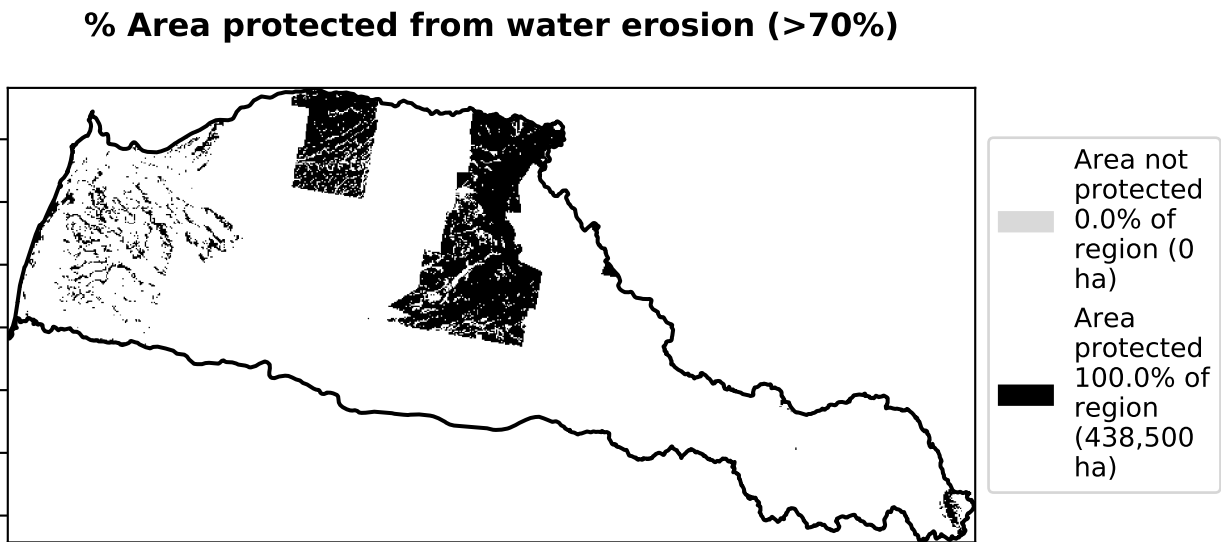 % Area protected from water erosion (>70%)
Area not
protected
0.0% of
region (0
ha)
Area
protected
100.0% of
region
(438,500
ha)